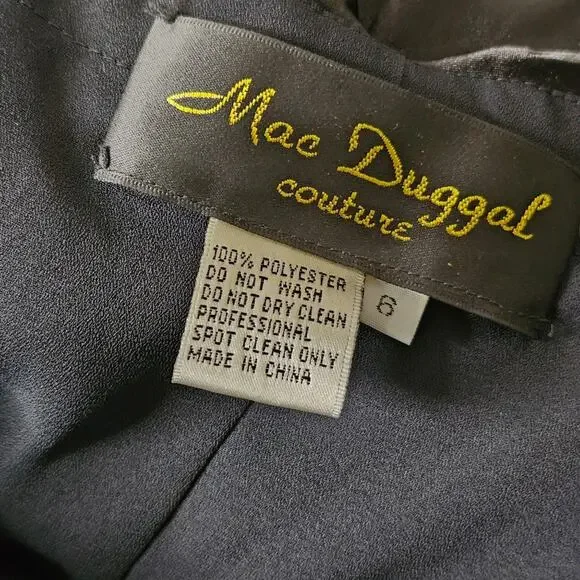 Mac Duggal
couture
100% POLYESTER
DO NOT WASH
DO NOT DRY CLEAN
PROFESSIONAL
SPOT CLEAN ONLY
MADE IN CHINA
6